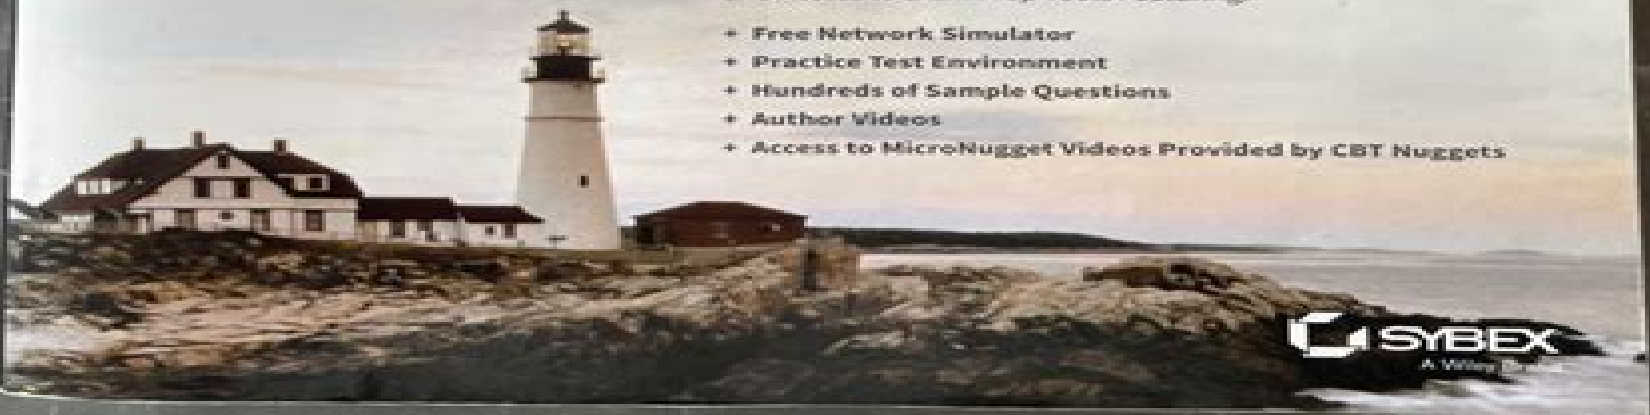 + Free Network Simulator
+ Practice Test Environment
+ Hundreds of Sample Questions
+ Author Videos
+ Access to MicroNugget Videos Provided by CBT Nuggets
SYBEX
A Wiley